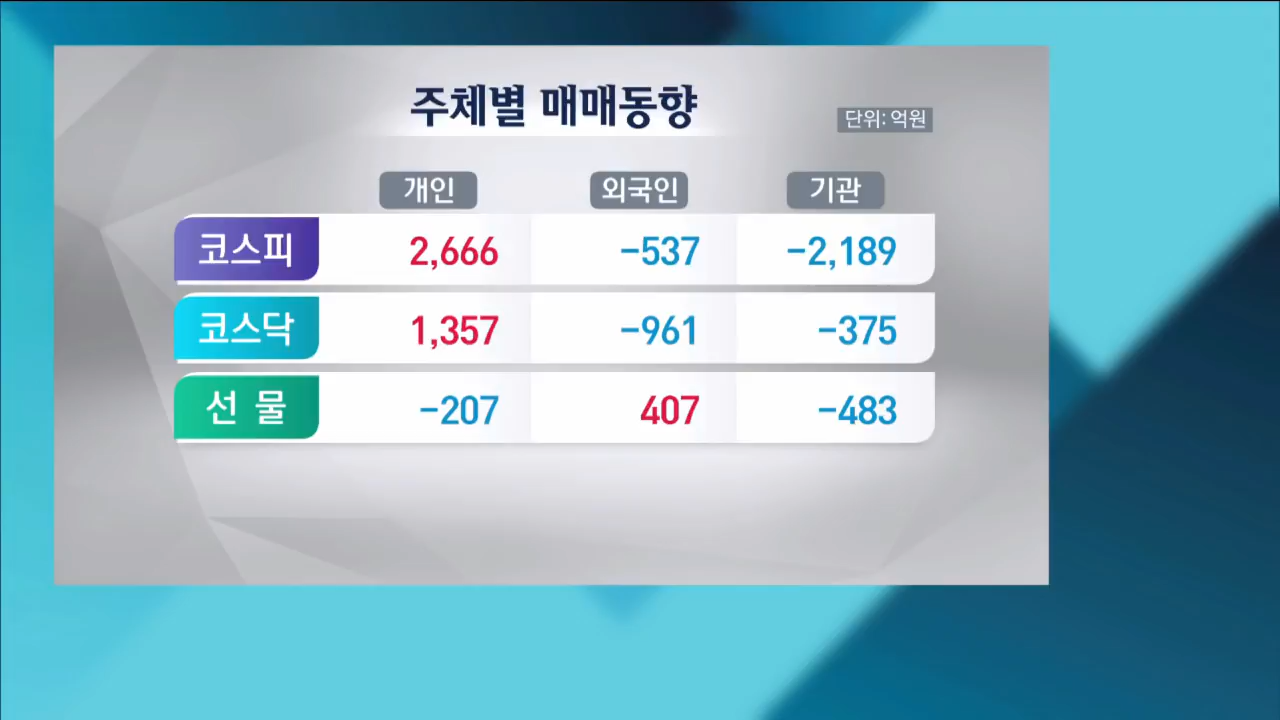 주체별 매매동향
단위: 억원
개인 외국인 기관
코스피 2,666 -537 -2,189
코스닥 1,357 -961 -375
선물 -207 407 -483